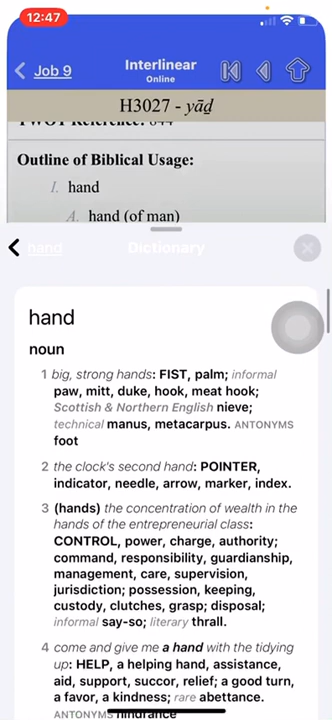 12:47
Job 9
Interlinear
Online
H3027 - yāḏ
TWOT Reference: 844
Outline of Biblical Usage:
I. hand
A. hand (of man)
hand
Dictionary
hand
noun
1 big, strong hands: FIST, palm; informal
paw, mitt, duke, hook, meat hook;
Scottish & Northern English nieve;
technical manus, metacarpus. ANTONYMS
foot
2 the clock's second hand: POINTER,
indicator, needle, arrow, marker, index.
3 (hands) the concentration of wealth in the
hands of the entrepreneurial class:
CONTROL, power, charge, authority;
command, responsibility, guardianship,
management, care, supervision,
jurisdiction; possession, keeping,
custody, clutches, grasp; disposal;
informal say-so; literary thrall.
4 come and give me a hand with the tidying
up: HELP, a helping hand, assistance,
aid, support, succor, relief; a good turn,
a favor, a kindness; rare abettance.
ANTONYMS hindrance